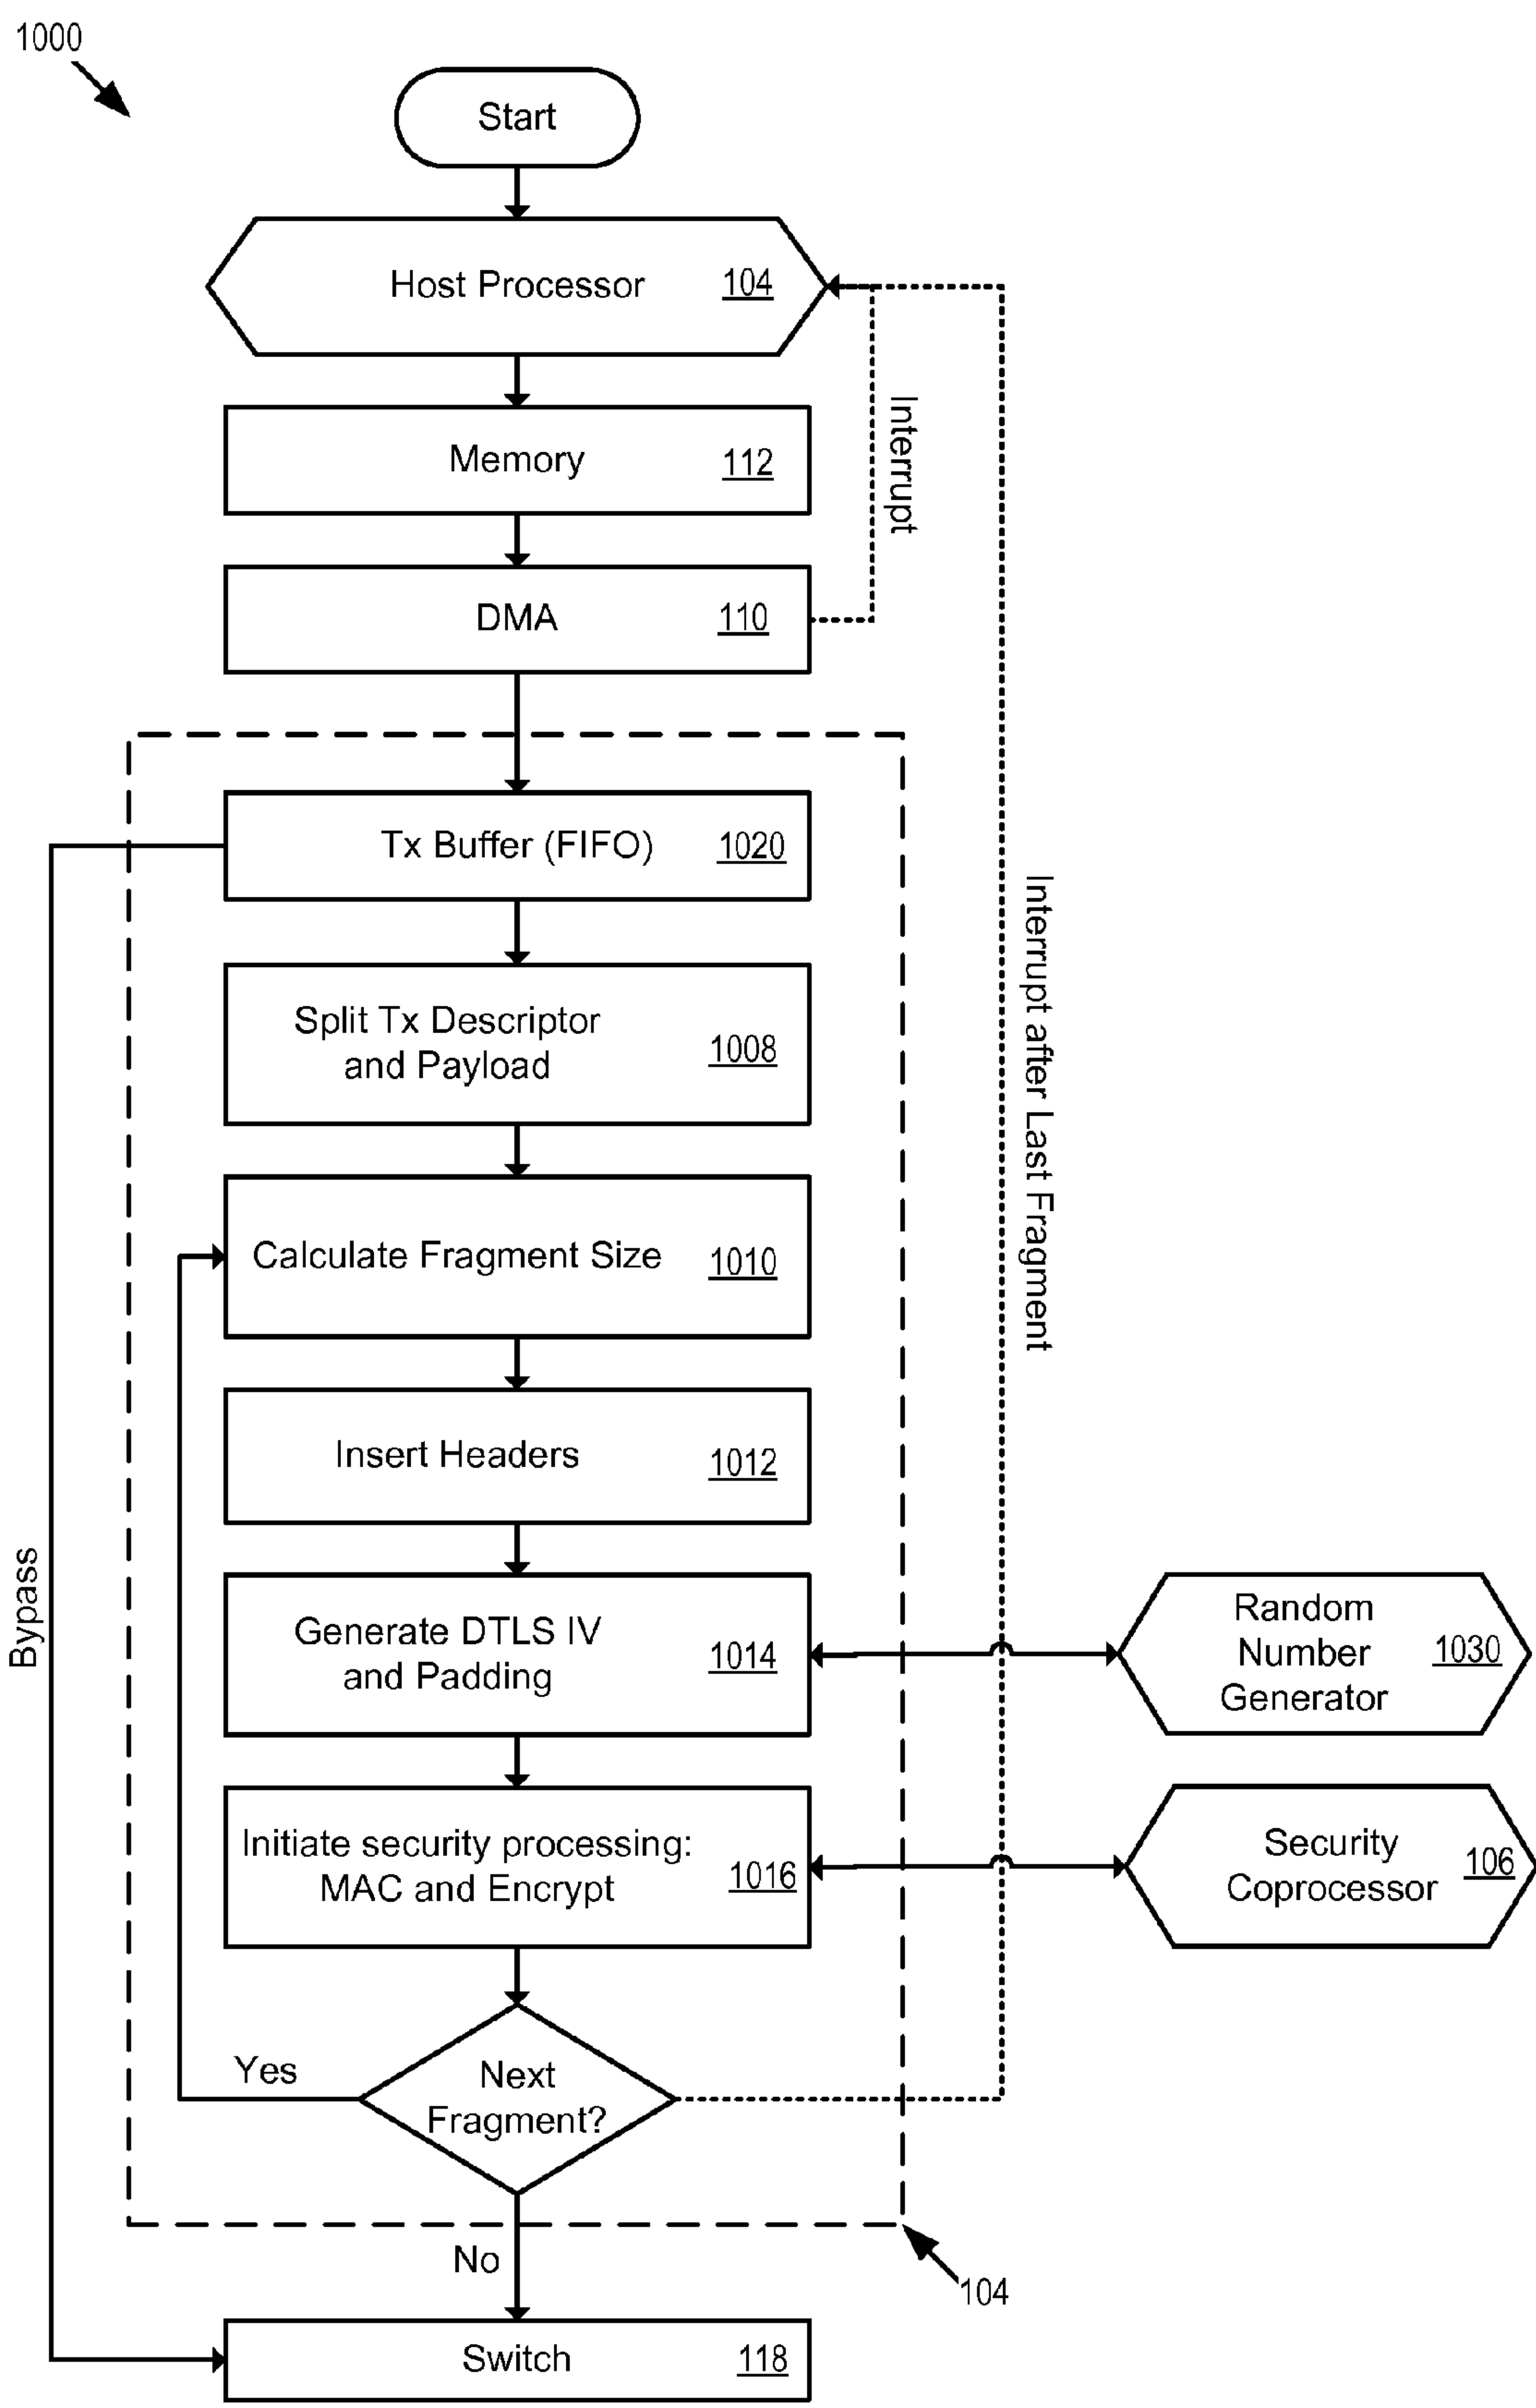 1000
Start
Host Processor 104
Memory 112
Interrupt
DMA 110
Tx Buffer (FIFO) 1020
Interrupt after Last Fragment
Split Tx Descriptor
and Payload
1008
Calculate Fragment Size 1010
Insert Headers 1012
Bypass
Generate DTLS IV
and Padding
1014
Random
Number
Generator
1030
Initiate security processing:
MAC and Encrypt
1016
Security
Coprocessor
106
Yes
Next
Fragment?
No
104
Switch 118